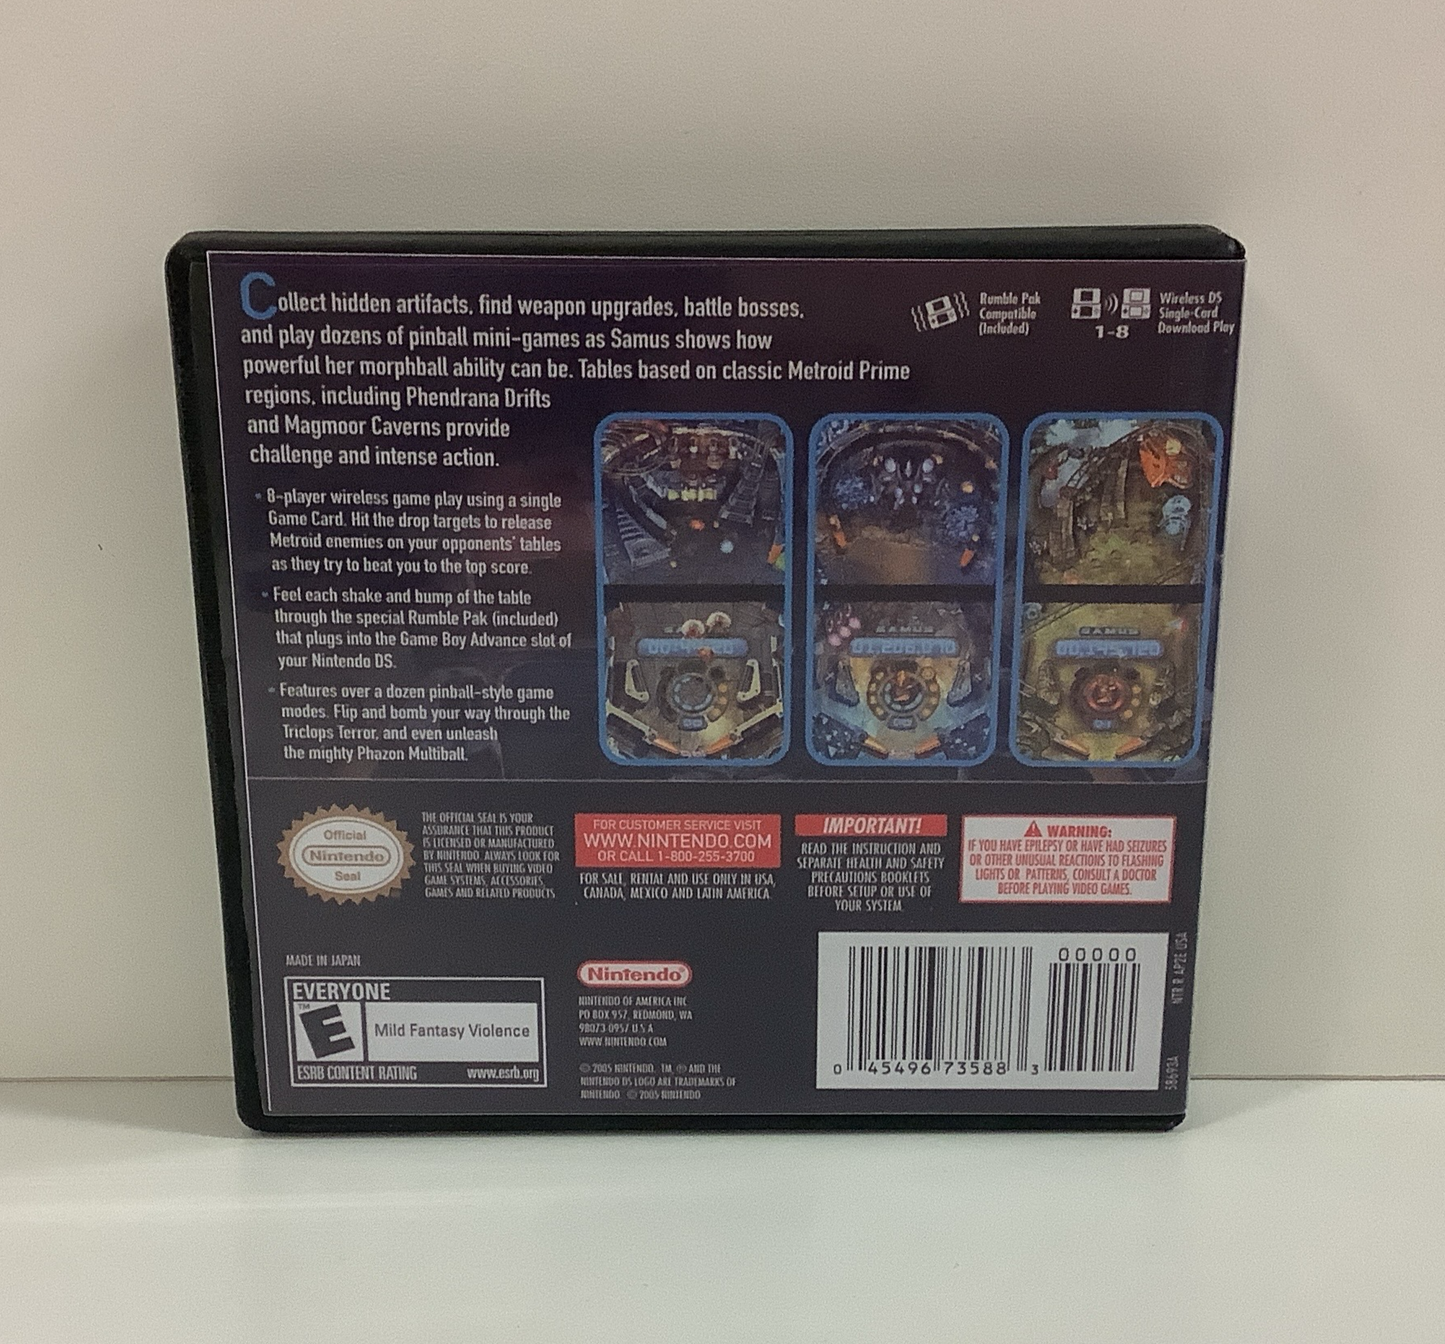 Collect hidden artifacts, find weapon upgrades, battle bosses,
and play dozens of pinball mini-games as Samus shows how
powerful her morphball ability can be. Tables based on classic Metroid Prime
regions, including Phendrana Drifts
and Magmoor Caverns provide
challenge and intense action.
Rumble Pak
Compatible
(Included)
1-8
Wireless DS
Single-Card
Download Play
• 8-player wireless game play using a single
Game Card. Hit the drop targets to release
Metroid enemies on your opponents' tables
as they try to beat you to the top score.
• Feel each shake and bump of the table
through the special Rumble Pak (included)
that plugs into the Game Boy Advance slot of
your Nintendo DS.
• Features over a dozen pinball-style game
modes. Flip and bomb your way through the
Triclops Terror, and even unleash
the mighty Phazon Multiball.
SAMUS
SAMUS
Official
Nintendo
Seal
THE OFFICIAL SEAL IS YOUR
ASSURANCE THAT THIS PRODUCT
IS LICENSED OR MANUFACTURED
BY NINTENDO. ALWAYS LOOK FOR
THIS SEAL WHEN BUYING VIDEO
GAME SYSTEMS, ACCESSORIES,
GAMES AND RELATED PRODUCTS.
FOR CUSTOMER SERVICE VISIT
WWW.NINTENDO.COM
OR CALL 1-800-255-3700
FOR SALE, RENTAL AND USE ONLY IN USA,
CANADA, MEXICO AND LATIN AMERICA.
IMPORTANT!
READ THE INSTRUCTION AND
SEPARATE HEALTH AND SAFETY
PRECAUTIONS BOOKLETS
BEFORE SETUP OR USE OF
YOUR SYSTEM.
WARNING:
IF YOU HAVE EPILEPSY OR HAVE HAD SEIZURES
OR OTHER UNUSUAL REACTIONS TO FLASHING
LIGHTS OR PATTERNS, CONSULT A DOCTOR
BEFORE PLAYING VIDEO GAMES.
MADE IN JAPAN
EVERYONE
E
TM
Mild Fantasy Violence
ESRB CONTENT RATING www.esrb.org
Nintendo®
NINTENDO OF AMERICA INC.
PO BOX 957, REDMOND, WA
98073-0957 U.S.A.
WWW.NINTENDO.COM
© 2005 NINTENDO. TM, ® AND THE
NINTENDO DS LOGO ARE TRADEMARKS OF
NINTENDO. © 2005 NINTENDO
00000
0 45496 73588 3
NTR R AP2E USA
58693A